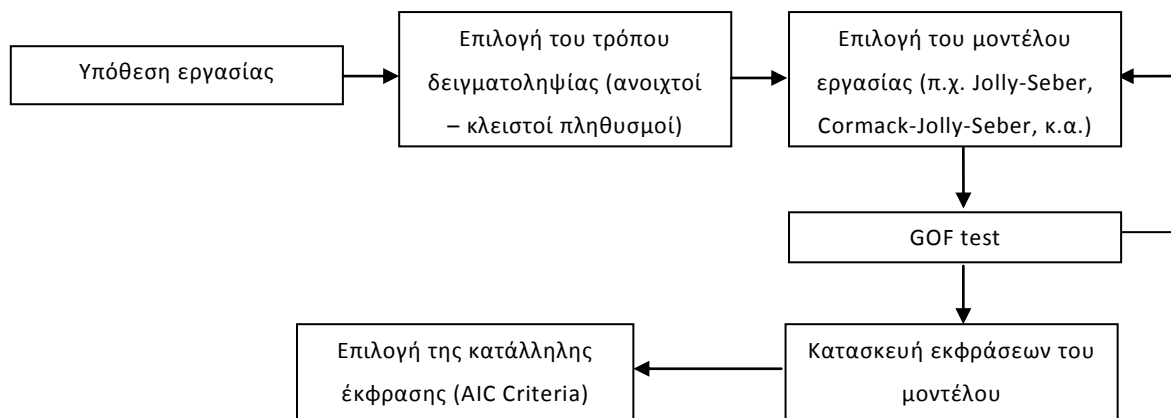 Υπόθεση εργασίας
Επιλογή του τρόπου
δειγματοληψίας (ανοιχτοί
– κλειστοί πληθυσμοί)
Επιλογή του μοντέλου
εργασίας (π.χ. Jolly-Seber,
Cormack-Jolly-Seber, κ.α.)
GOF test
Κατασκευή εκφράσεων του
μοντέλου
Επιλογή της κατάλληλης
έκφρασης (AIC Criteria)